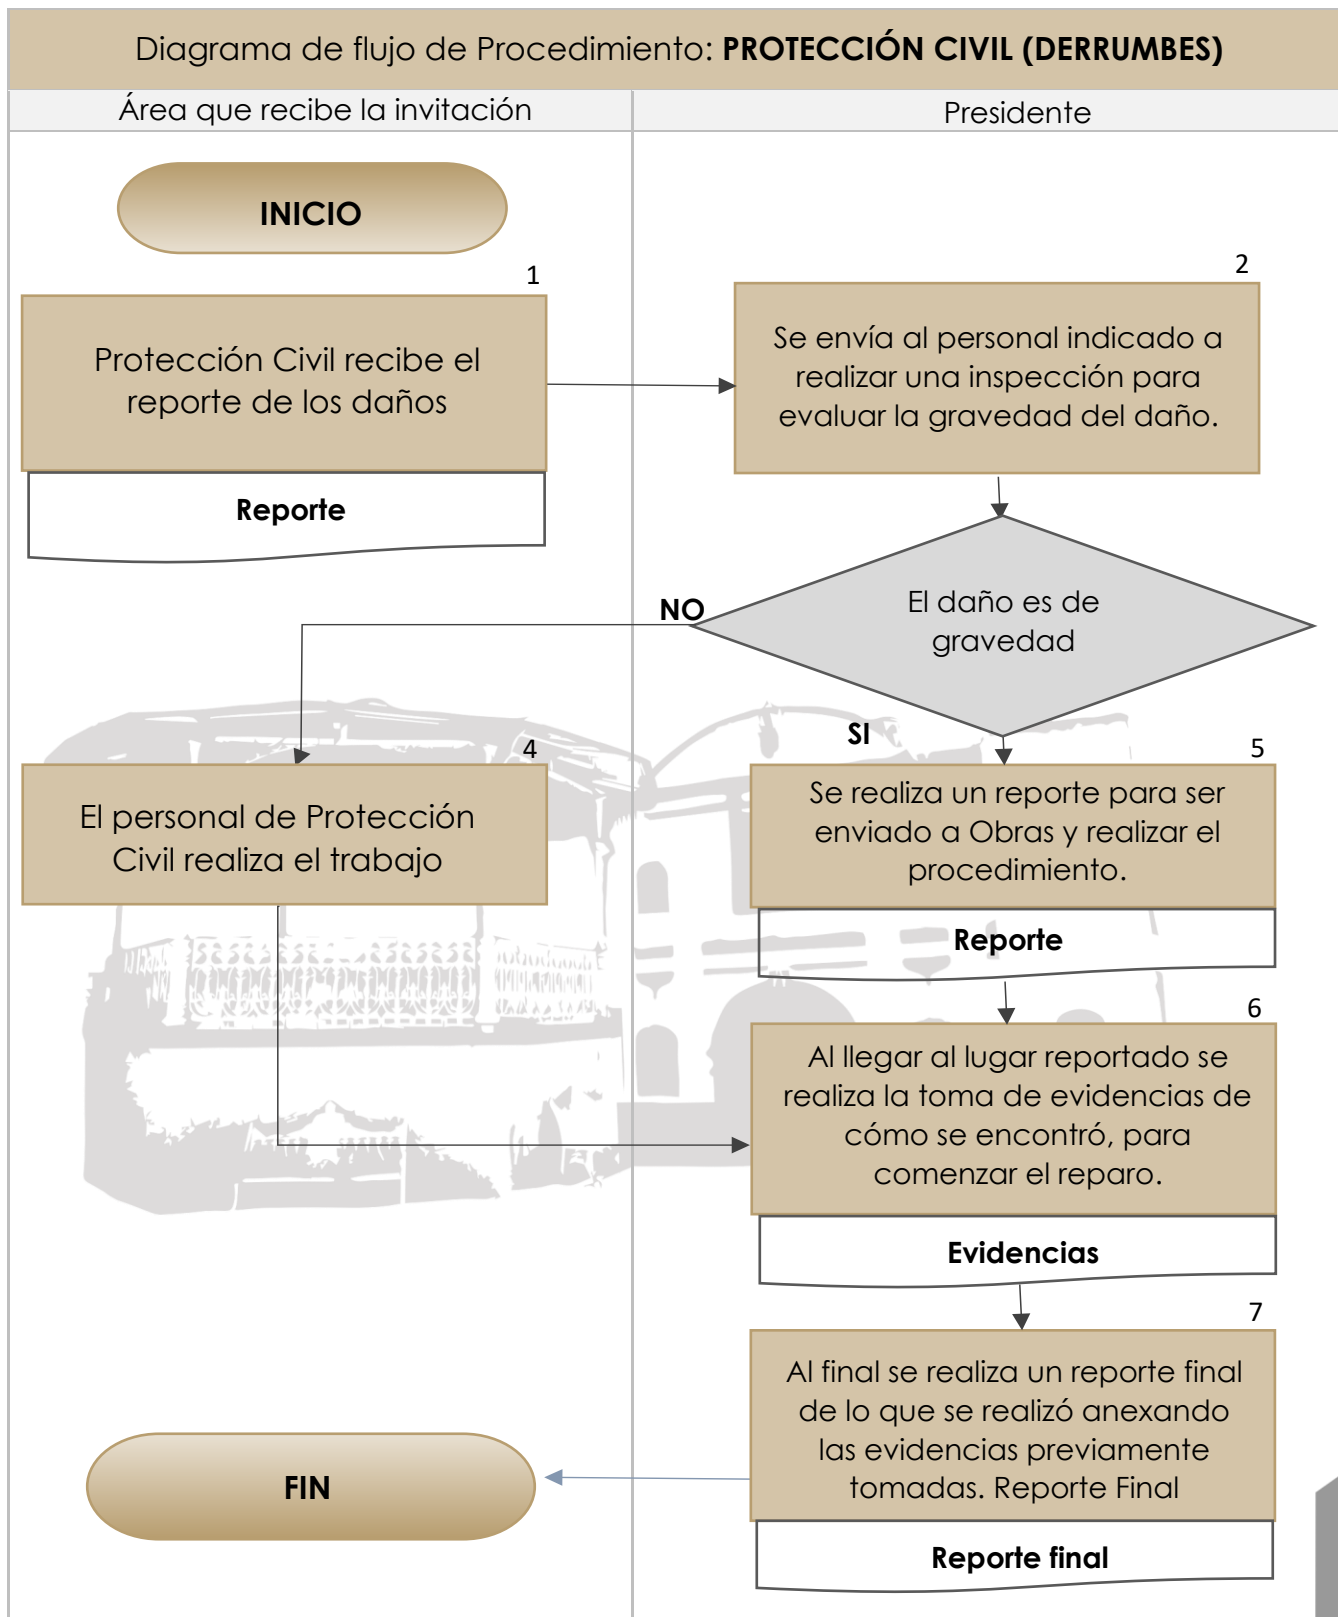 Diagrama de flujo de Procedimiento: PROTECCIÓN CIVIL (DERRUMBES)
Área que recibe la invitación
Presidente
INICIO
1
Protección Civil recibe el
reporte de los daños
Reporte
2
Se envía al personal indicado a
realizar una inspección para
evaluar la gravedad del daño.
El daño es de
gravedad
NO
SI
4
El personal de Protección
Civil realiza el trabajo
5
Se realiza un reporte para ser
enviado a Obras y realizar el
procedimiento.
Reporte
6
Al llegar al lugar reportado se
realiza la toma de evidencias de
cómo se encontró, para
comenzar el reparo.
Evidencias
7
Al final se realiza un reporte final
de lo que se realizó anexando
las evidencias previamente
tomadas. Reporte Final
Reporte final
FIN